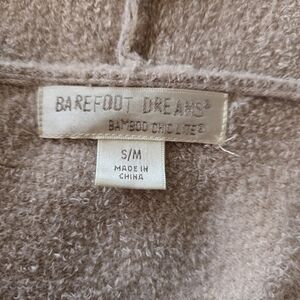 BAREFOOT DREAMS®
BAMBOO CHIC LITE®
S/M
MADE IN
CHINA